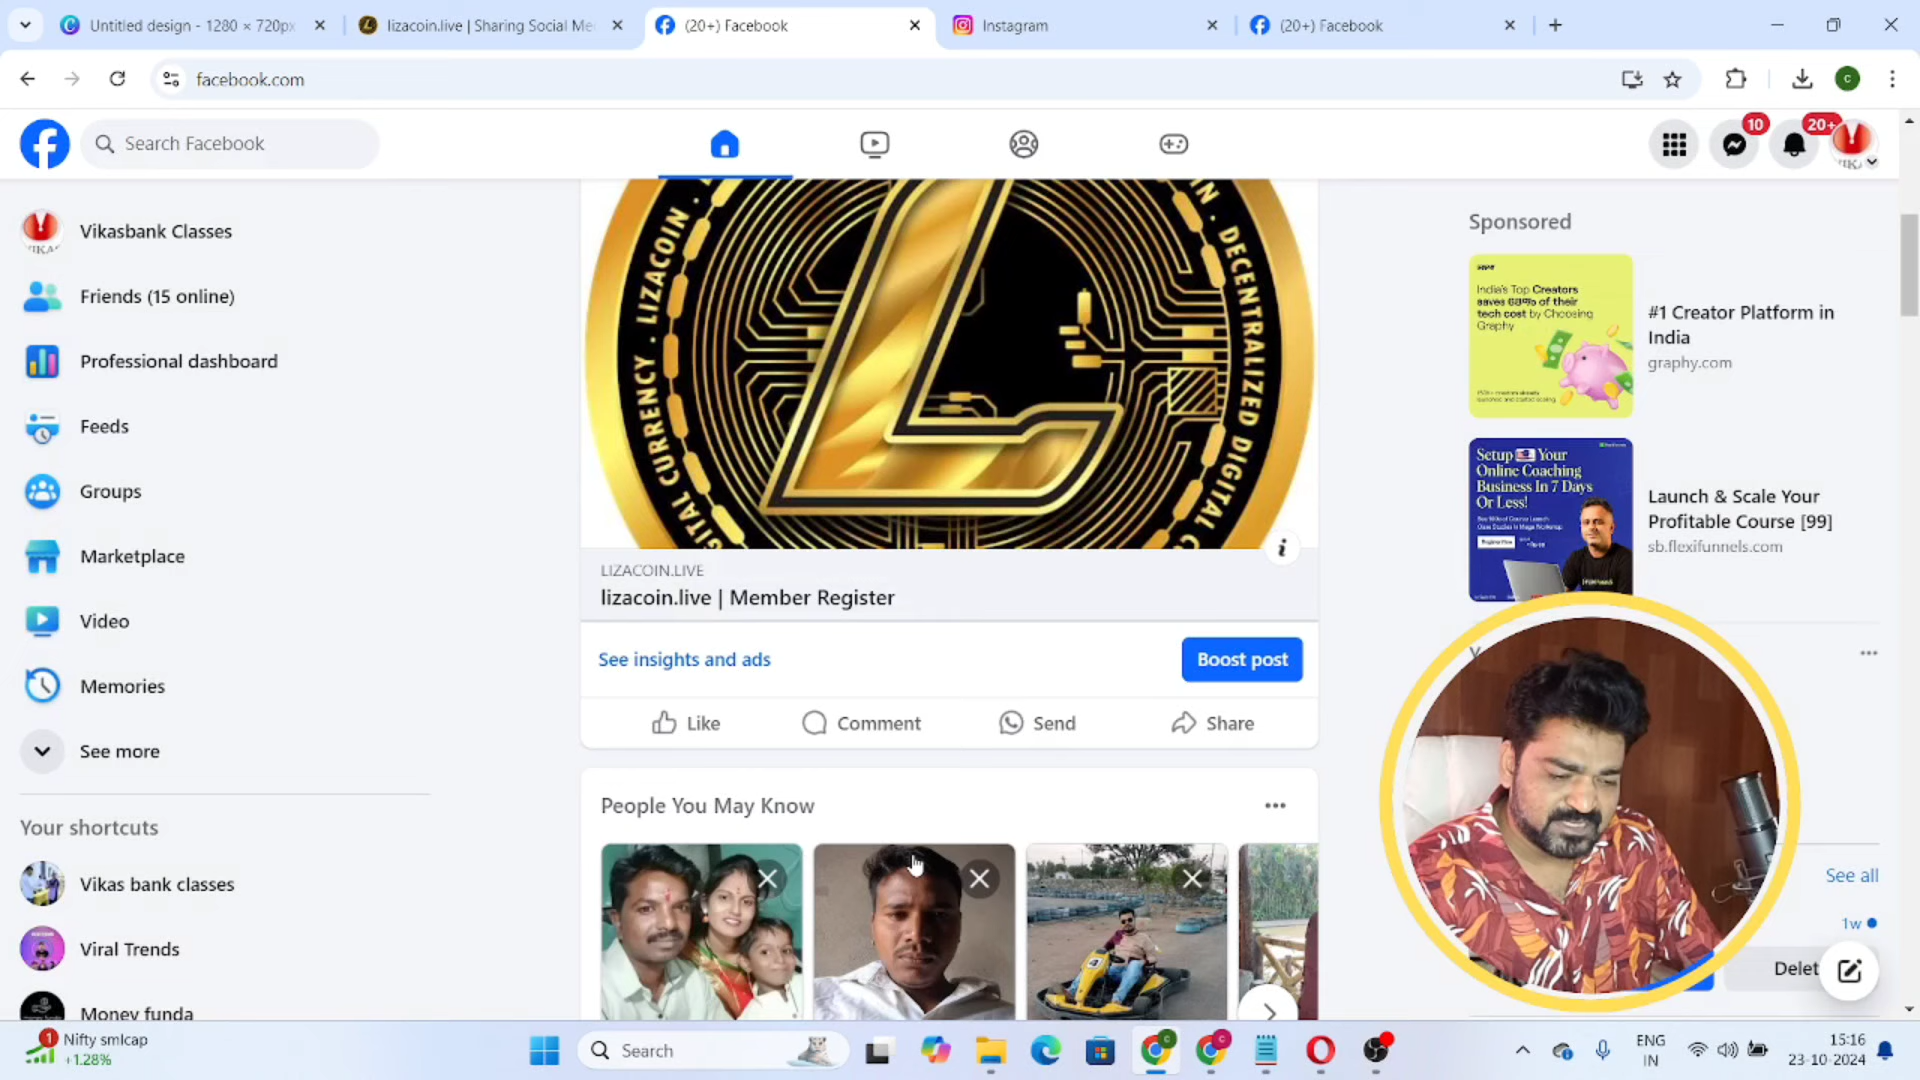 Untitled design - 1280 × 720px
lizacoin.live | Sharing Social Me
(20+) Facebook
Instagram
(20+) Facebook
facebook.com
C
Search Facebook
10
20+
Vikasbank Classes
Friends (15 online)
Professional dashboard
Feeds
Groups
Marketplace
Video
Memories
See more
Your shortcuts
Vikas bank classes
Viral Trends
Money funda
LIZACOIN . DECENTRALIZED DIGITAL CURRENCY
LIZACOIN.LIVE
lizacoin.live | Member Register
See insights and ads
Boost post
Like
Comment
Send
Share
People You May Know
Sponsored
India's Top Creators
saves 68% of their
tech cost by Choosing
Graphy
#1 Creator Platform in
India
graphy.com
Setup Your
Online Coaching
Business In 7 Days
Or Less!
Launch & Scale Your
Profitable Course [99]
sb.flexifunnels.com
See all
1w
Delet
1
Nifty smlcap
+1.28%
Search
ENG
IN
15:16
23-10-2024